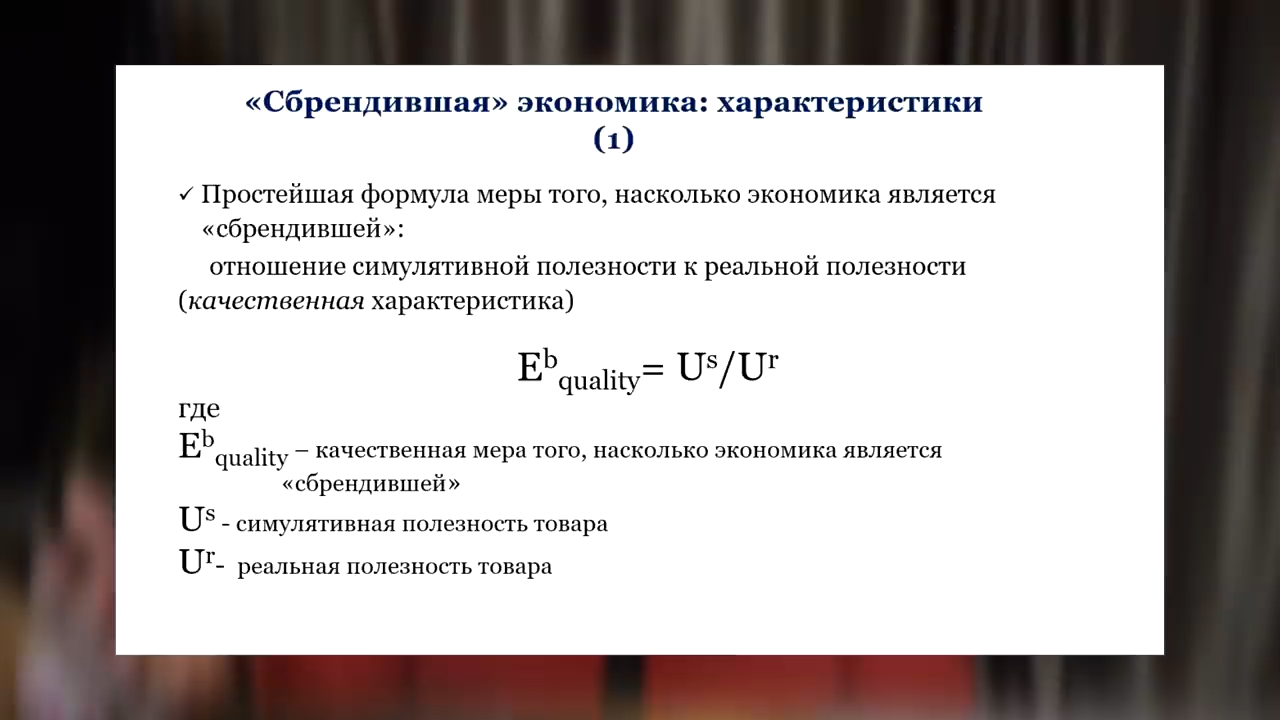 «Сбрендившая» экономика: характеристики
(1)
✓ Простейшая формула меры того, насколько экономика является
«сбрендившей»:
отношение симулятивной полезности к реальной полезности
(качественная характеристика)
E^b_quality= U^s/U^r
где
E^b_quality – качественная мера того, насколько экономика является
«сбрендившей»
U^s - симулятивная полезность товара
U^r- реальная полезность товара